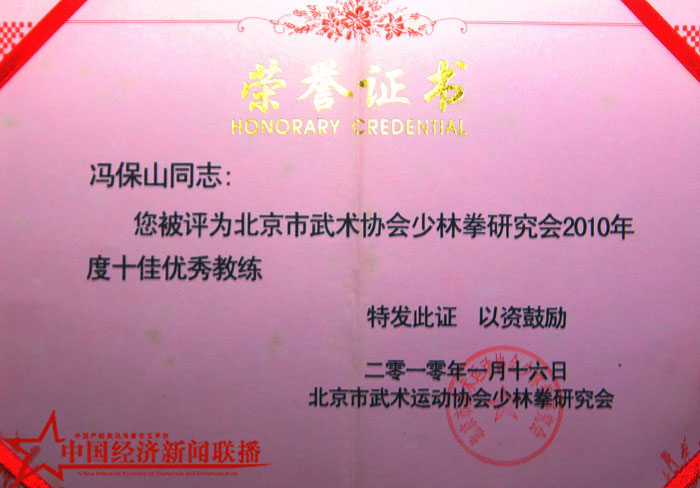 荣誉证书
HONORARY CREDENTIAL
冯保山同志:
您被评为北京市武术协会少林拳研究会2010年
度十佳优秀教练
特发此证 以资鼓励
二零一零年一月十六日
北京市武术运动协会少林拳研究会
中国经济新闻联播